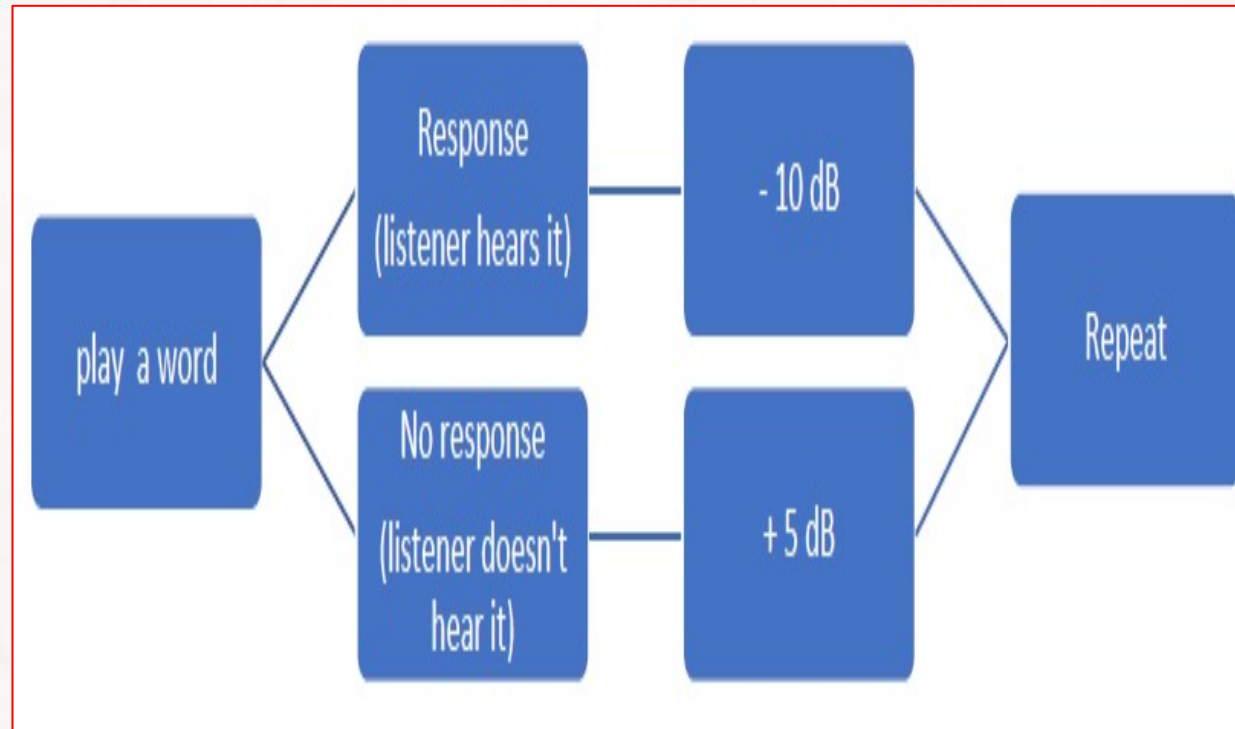 play a word
Response
(listener hears it)
- 10 dB
No response
(listener doesn't
hear it)
+ 5 dB
Repeat